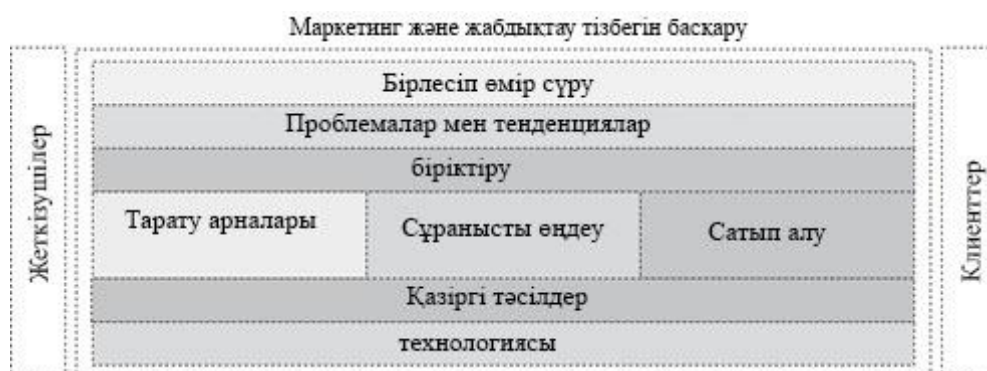 Маркетинг және жабдықтау тізбегін басқару
Жеткізушілер
Бірлесіп өмір сүру
Проблемалар мен тенденциялар
біріктіру
Тарату арналары
Сұранысты өңдеу
Сатып алу
Қазіргі тәсілдер
технологиясы
Клиенттер